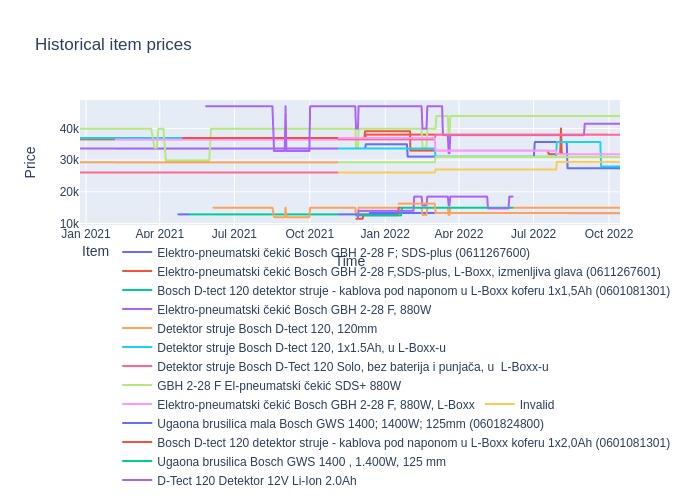 Historical item prices
Price
40k
30k
20k
10k
Jan 2021 Apr 2021 Jul 2021 Oct 2021 Jan 2022 Apr 2022 Jul 2022 Oct 2022
Time
Item
Elektro-pneumatski čekić Bosch GBH 2-28 F; SDS-plus (0611267600)
Elektro-pneumatski čekić Bosch GBH 2-28 F,SDS-plus, L-Boxx, izmenljiva glava (0611267601)
Bosch D-tect 120 detektor struje - kablova pod naponom u L-Boxx koferu 1x1,5Ah (0601081301)
Elektro-pneumatski čekić Bosch GBH 2-28 F, 880W
Detektor struje Bosch D-tect 120, 120mm
Detektor struje Bosch D-tect 120, 1x1.5Ah, u L-Boxx-u
Detektor struje Bosch D-Tect 120 Solo, bez baterija i punjača, u L-Boxx-u
GBH 2-28 F El-pneumatski čekić SDS+ 880W
Elektro-pneumatski čekić Bosch GBH 2-28 F, 880W, L-Boxx Invalid
Ugaona brusilica mala Bosch GWS 1400; 1400W; 125mm (0601824800)
Bosch D-tect 120 detektor struje - kablova pod naponom u L-Boxx koferu 1x2,0Ah (0601081301)
Ugaona brusilica Bosch GWS 1400 , 1.400W, 125 mm
D-Tect 120 Detektor 12V Li-Ion 2.0Ah